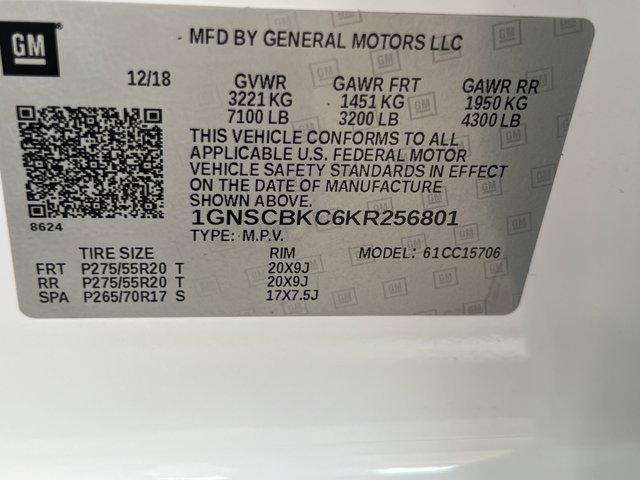 GM
MFD BY GENERAL MOTORS LLC
12/18 GVWR GAWR FRT GAWR RR
3221 KG 1451 KG 1950 KG
7100 LB 3200 LB 4300 LB
THIS VEHICLE CONFORMS TO ALL
APPLICABLE U.S. FEDERAL MOTOR
VEHICLE SAFETY STANDARDS IN EFFECT
ON THE DATE OF MANUFACTURE
SHOWN ABOVE.
8624 1GNSCBKC6KR256801
TYPE: M.P.V.
TIRE SIZE RIM MODEL: 61CC15706
FRT P275/55R20 T 20X9J
RR P275/55R20 T 20X9J
SPA P265/70R17 S 17X7.5J